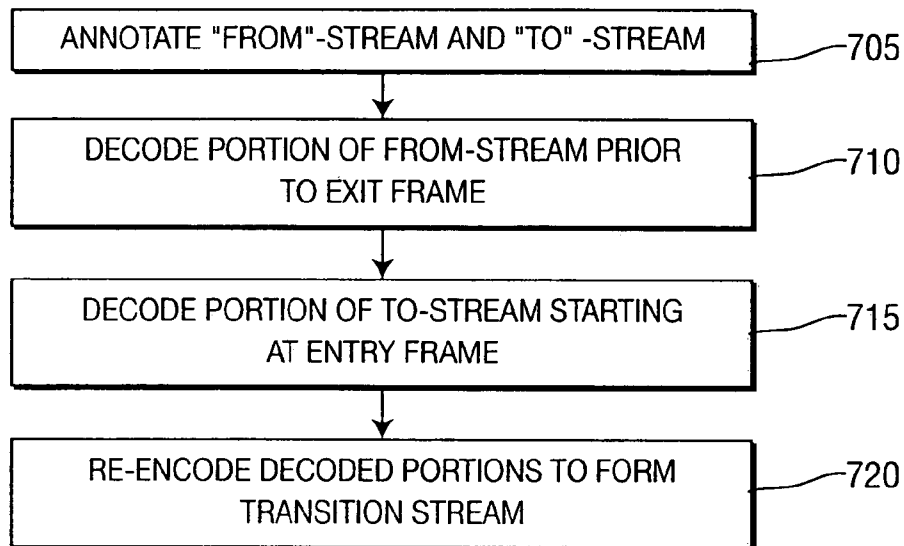 ANNOTATE "FROM"-STREAM AND "TO" -STREAM
705
DECODE PORTION OF FROM-STREAM PRIOR
TO EXIT FRAME
710
DECODE PORTION OF TO-STREAM STARTING
AT ENTRY FRAME
715
RE-ENCODE DECODED PORTIONS TO FORM
TRANSITION STREAM
720